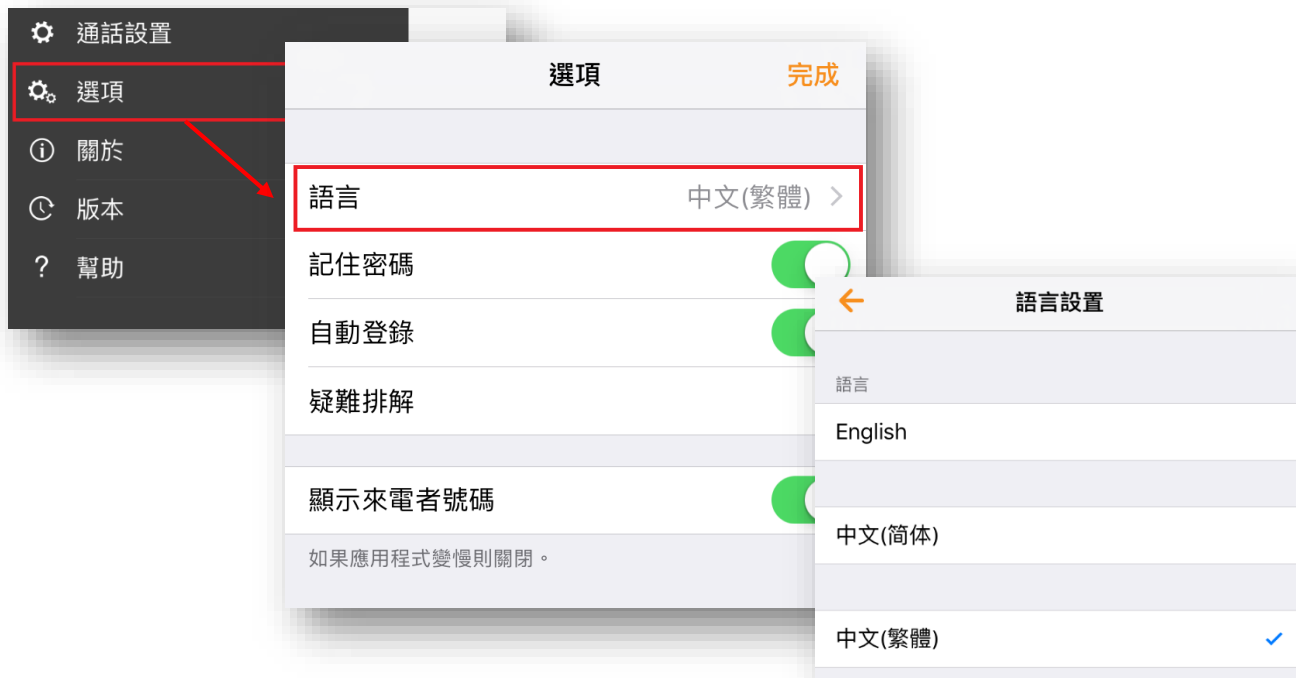 通話設置
選項
關於
版本
幫助
選項 完成
語言 中文(繁體)
記住密碼
自動登錄
疑難排解
顯示來電者號碼
如果應用程式變慢則關閉。
語言設置
語言
English
中文(简体)
中文(繁體)